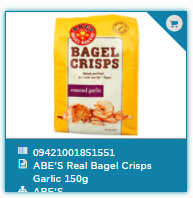 BAGEL
CRISPS
roasted garlic
09421001851551
ABE'S Real Bagel Crisps
Garlic 150g
ABE'S